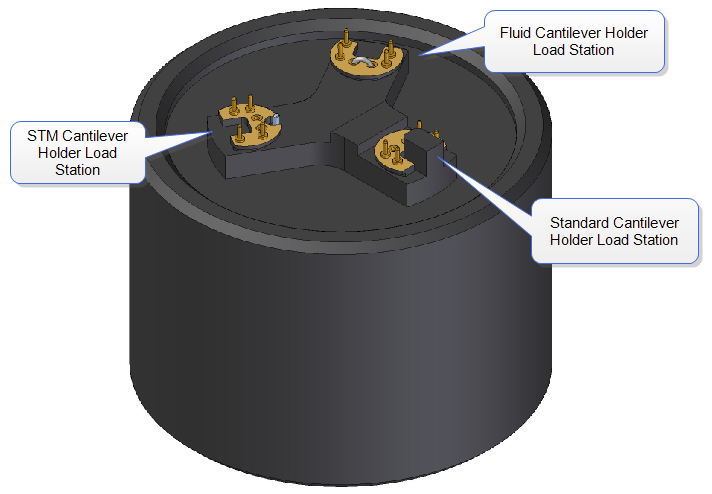 Fluid Cantilever Holder
Load Station
STM Cantilever
Holder Load
Station
Standard Cantilever
Holder Load Station